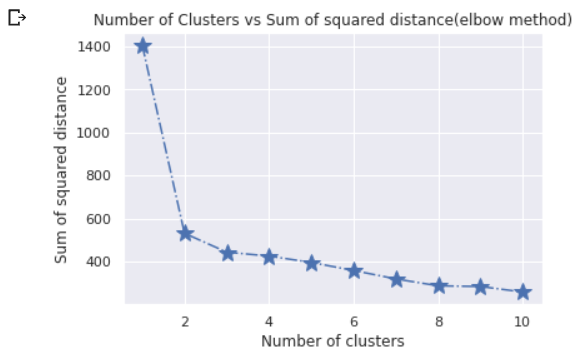 Number of Clusters vs Sum of squared distance(elbow method)
1400
1200
1000
800
600
400
Sum of squared distance
2 4 6 8 10
Number of clusters